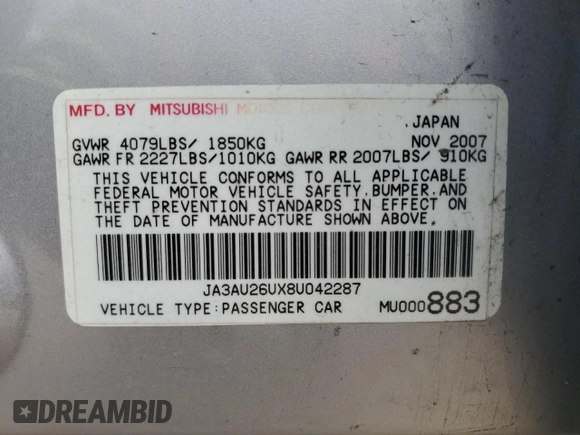 MFD. BY MITSUBISHI MOTORS
JAPAN
GVWR 4079LBS/ 1850KG NOV 2007
GAWR FR 2227LBS/1010KG GAWR RR 2007LBS/ 910KG
THIS VEHICLE CONFORMS TO ALL APPLICABLE
FEDERAL MOTOR VEHICLE SAFETY.BUMPER.AND
THEFT PREVENTION STANDARDS IN EFFECT ON
THE DATE OF MANUFACTURE SHOWN ABOVE.
JA3AU26UX8U042287
VEHICLE TYPE:PASSENGER CAR MU000883
DREAMBID